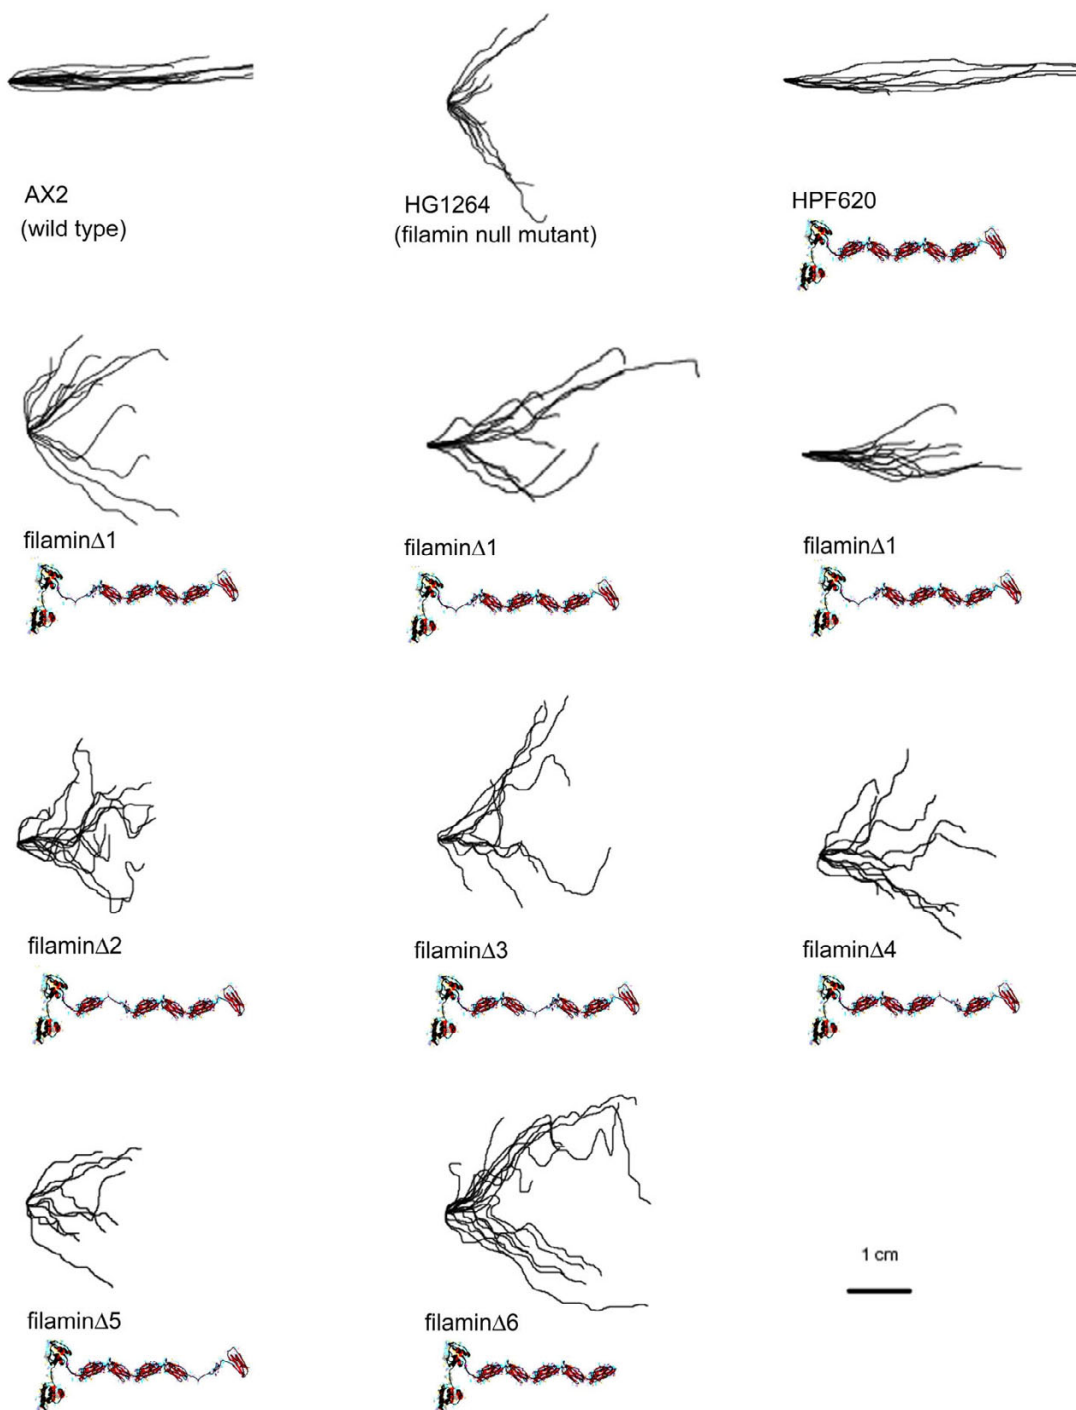 AX2
(wild type)
HG1264
(filamin null mutant)
HPF620
filaminΔ1
filaminΔ1
filaminΔ1
filaminΔ2
filaminΔ3
filaminΔ4
filaminΔ5
filaminΔ6
1 cm